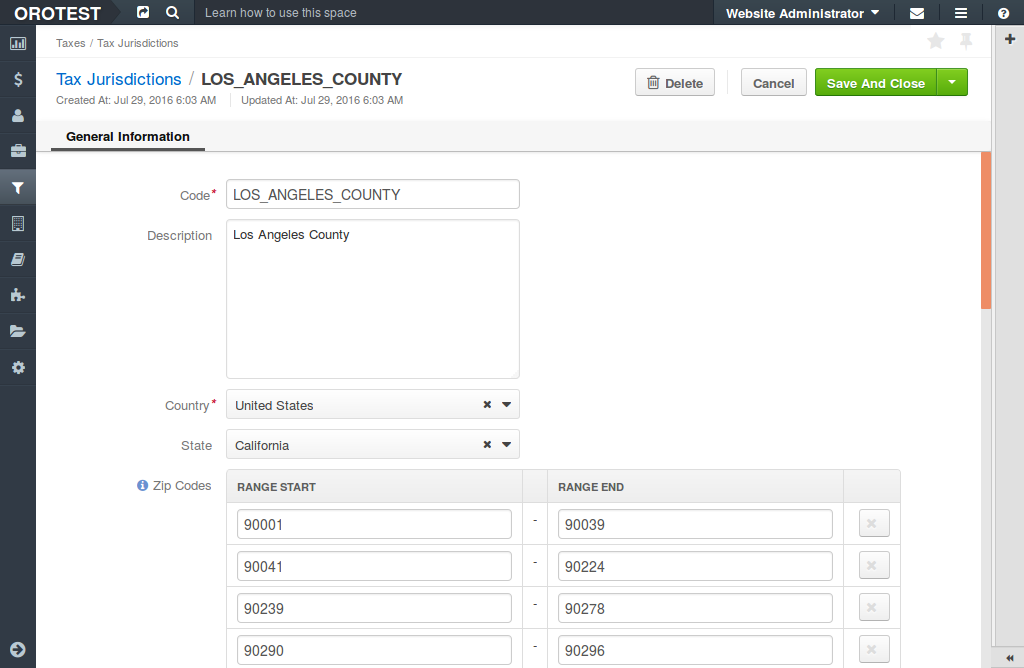 OROTEST Learn how to use this space Website Administrator
Taxes / Tax Jurisdictions
Tax Jurisdictions / LOS_ANGELES_COUNTY Delete Cancel Save And Close
Created At: Jul 29, 2016 6:03 AM Updated At: Jul 29, 2016 6:03 AM
General Information
Code* LOS_ANGELES_COUNTY
Description Los Angeles County
Country* United States
State California
Zip Codes RANGE START RANGE END
90001 - 90039
90041 - 90224
90239 - 90278
90290 - 90296